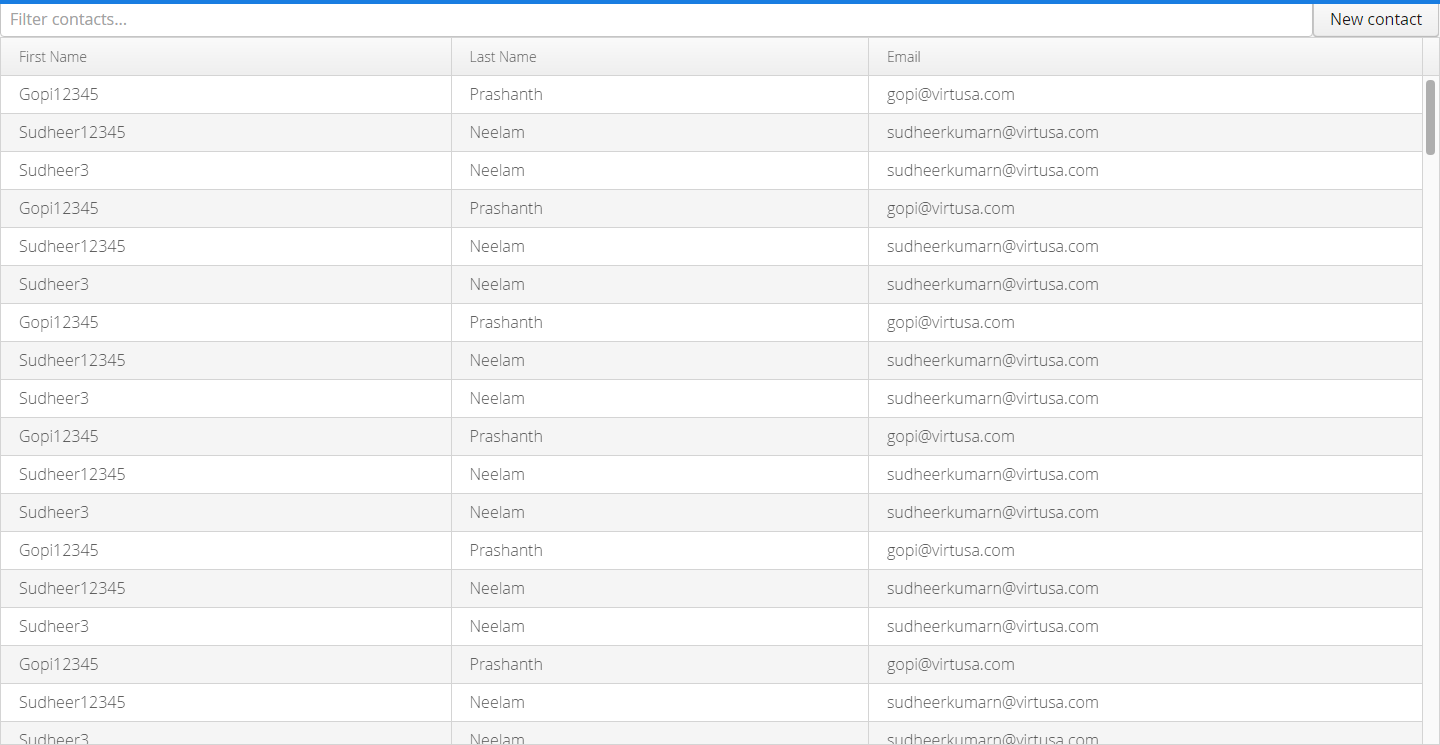 Filter contacts... New contact
First Name Last Name Email
Gopi12345 Prashanth gopi@virtusa.com
Sudheer12345 Neelam sudheerkumarn@virtusa.com
Sudheer3 Neelam sudheerkumarn@virtusa.com
Gopi12345 Prashanth gopi@virtusa.com
Sudheer12345 Neelam sudheerkumarn@virtusa.com
Sudheer3 Neelam sudheerkumarn@virtusa.com
Gopi12345 Prashanth gopi@virtusa.com
Sudheer12345 Neelam sudheerkumarn@virtusa.com
Sudheer3 Neelam sudheerkumarn@virtusa.com
Gopi12345 Prashanth gopi@virtusa.com
Sudheer12345 Neelam sudheerkumarn@virtusa.com
Sudheer3 Neelam sudheerkumarn@virtusa.com
Gopi12345 Prashanth gopi@virtusa.com
Sudheer12345 Neelam sudheerkumarn@virtusa.com
Sudheer3 Neelam sudheerkumarn@virtusa.com
Gopi12345 Prashanth gopi@virtusa.com
Sudheer12345 Neelam sudheerkumarn@virtusa.com
Sudheer3 Neelam sudheerkumarn@virtusa.com